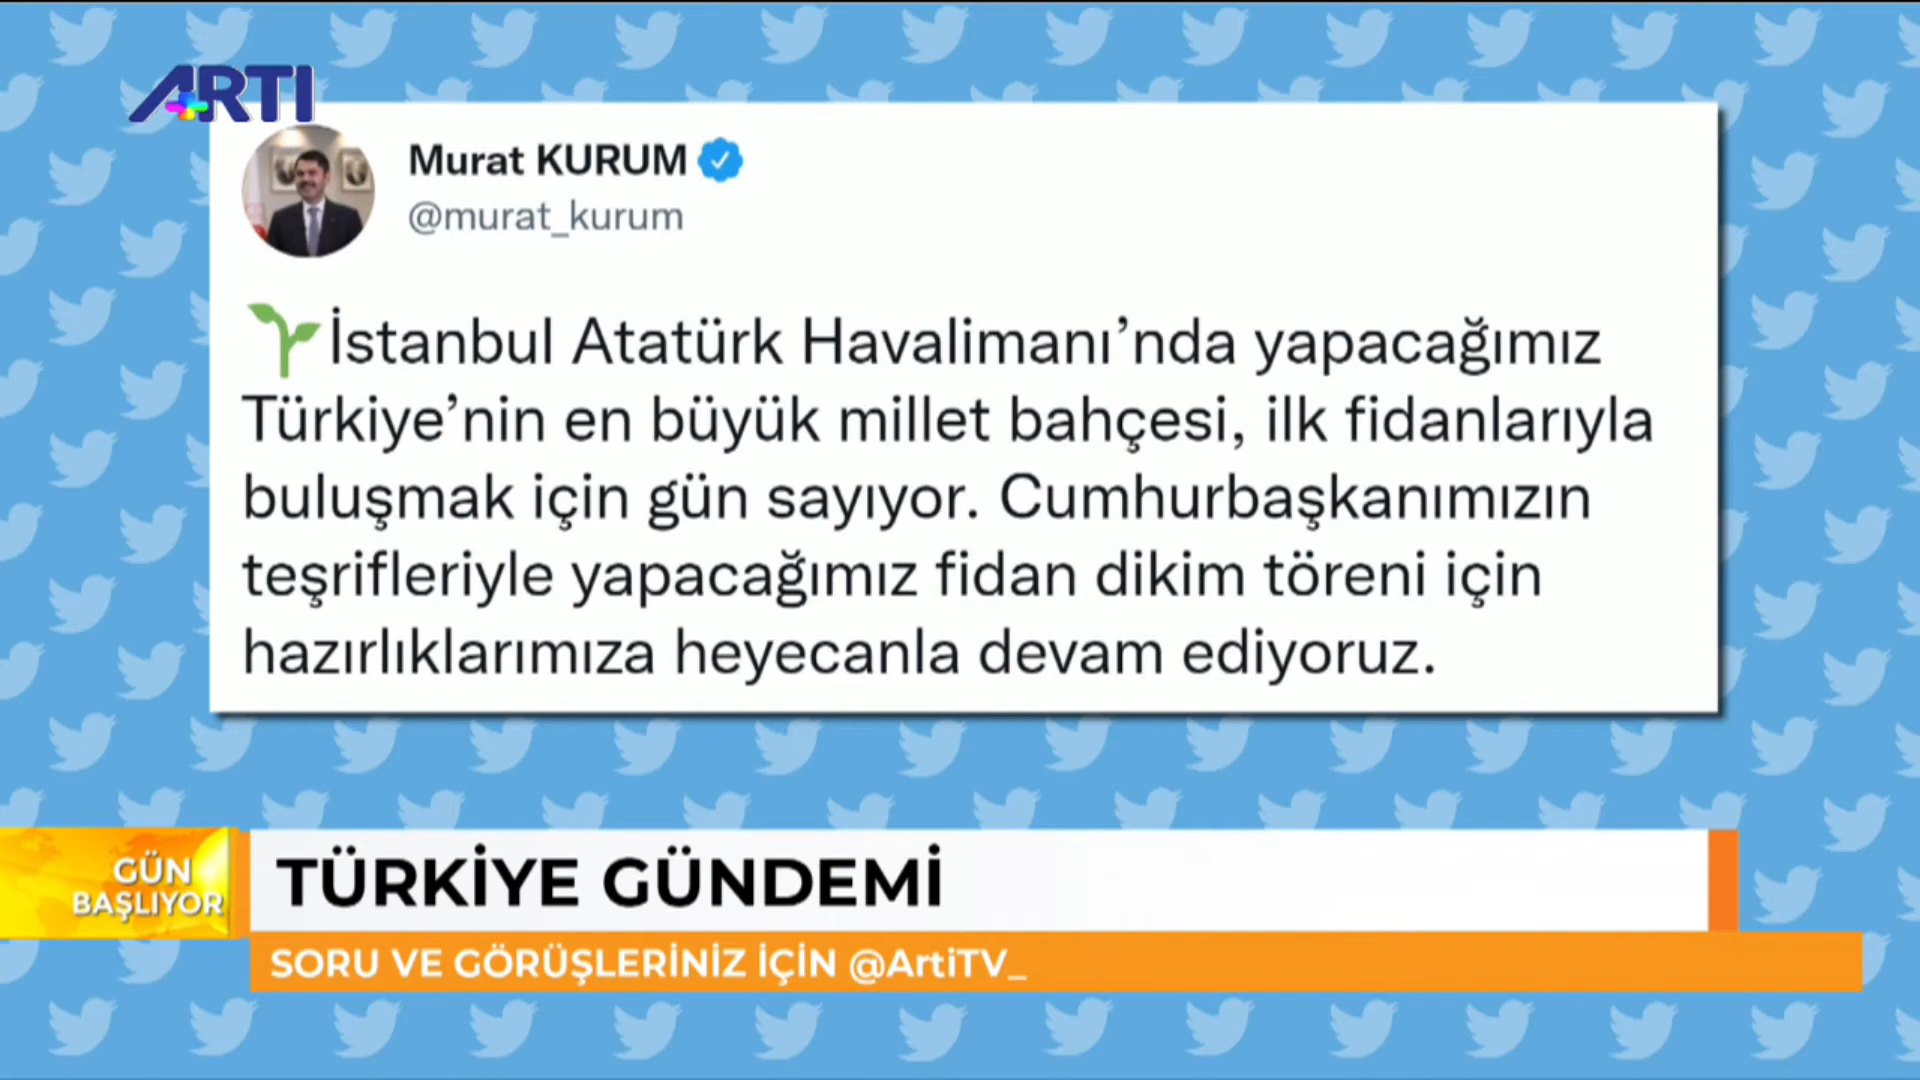 ARTI
Murat KURUM
@murat_kurum
İstanbul Atatürk Havalimanı’nda yapacağımız
Türkiye’nin en büyük millet bahçesi, ilk fidanlarıyla
buluşmak için gün sayıyor. Cumhurbaşkanımızın
teşrifleriyle yapacağımız fidan dikim töreni için
hazırlıklarımıza heyecanla devam ediyoruz.
GÜN
BAŞLIYOR
TÜRKİYE GÜNDEMİ
SORU VE GÖRÜŞLERİNİZ İÇİN @ArtiTV_